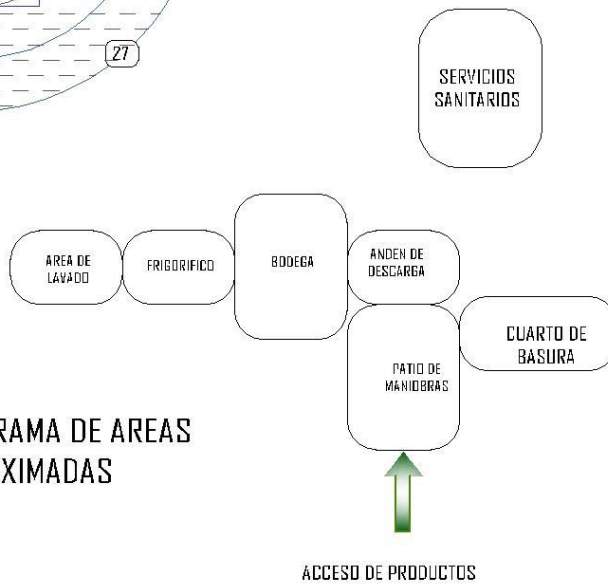 27
SERVICIOS
SANITARIOS
AREA DE
LAVADO
FRIGORIFICO
BODEGA
ANDEN DE
DESCARGA
CUARTO DE
BASURA
PATIO DE
MANIOBRAS
RAMA DE AREAS
XIMADAS
ACCESO DE PRODUCTOS